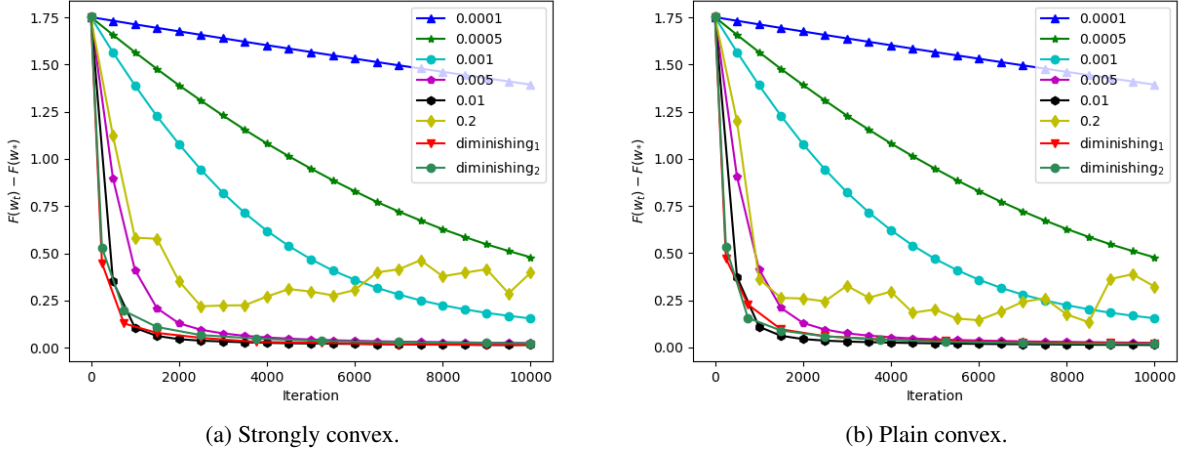 1.75
1.50
1.25
1.00
0.75
0.50
0.25
0.00
F(w_t) − F(w_*)
0 2000 4000 6000 8000 10000
Iteration
0.0001
0.0005
0.001
0.005
0.01
0.2
diminishing₁
diminishing₂
(a) Strongly convex.
1.75
1.50
1.25
1.00
0.75
0.50
0.25
0.00
F(w_t) − F(w_*)
0 2000 4000 6000 8000 10000
Iteration
0.0001
0.0005
0.001
0.005
0.01
0.2
diminishing₁
diminishing₂
(b) Plain convex.